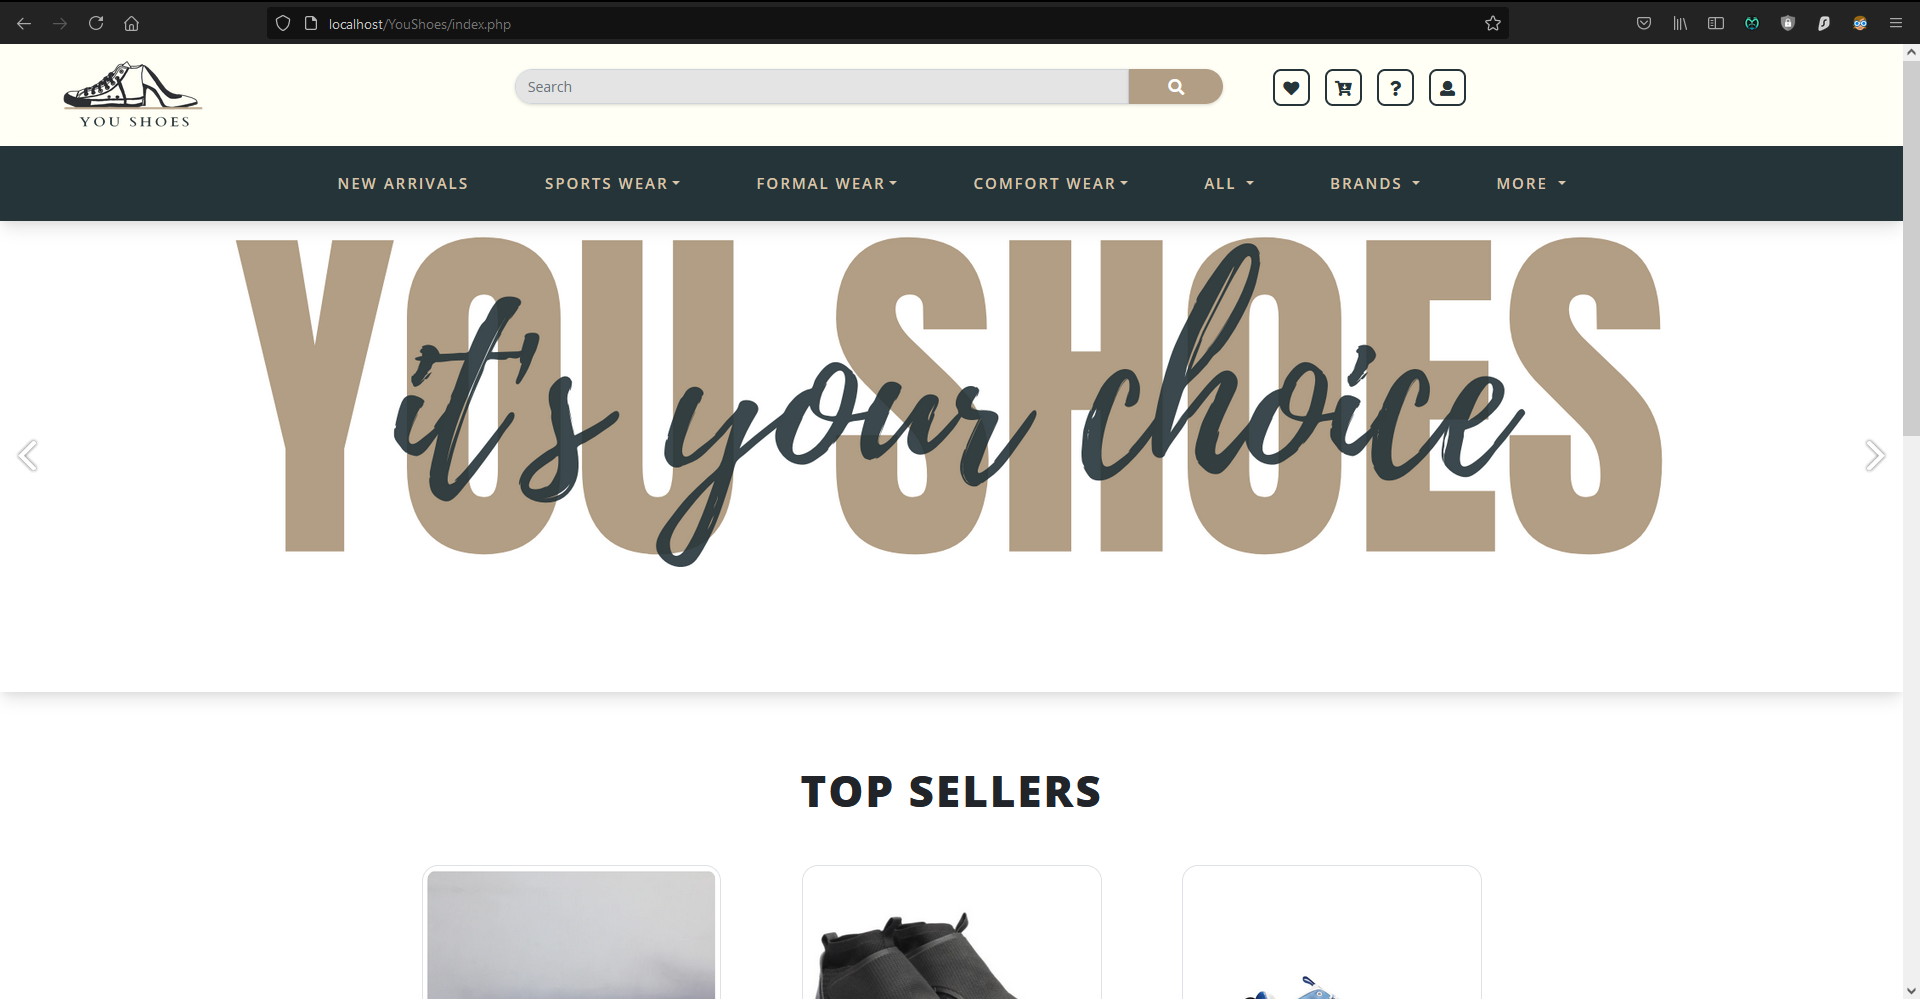 localhost/YouShoes/index.php
YOU SHOES
Search
NEW ARRIVALS SPORTS WEAR FORMAL WEAR COMFORT WEAR ALL BRANDS MORE
YOU SHOES
it's your choice
TOP SELLERS